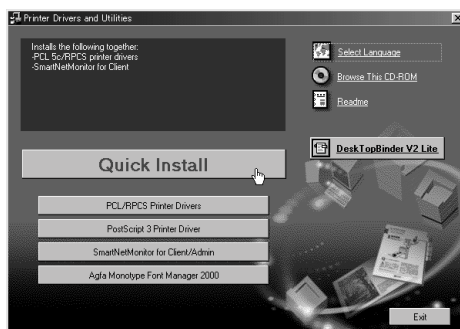 Printer Drivers and Utilities
Installs the following together:
-PCL 5c/RPCS printer drivers
-SmartNetMonitor for Client
Select Language
Browse This CD-ROM
Readme
DeskTopBinder V2 Lite
Quick Install
PCL/RPCS Printer Drivers
PostScript 3 Printer Driver
SmartNetMonitor for Client/Admin
Agfa Monotype Font Manager 2000
Exit